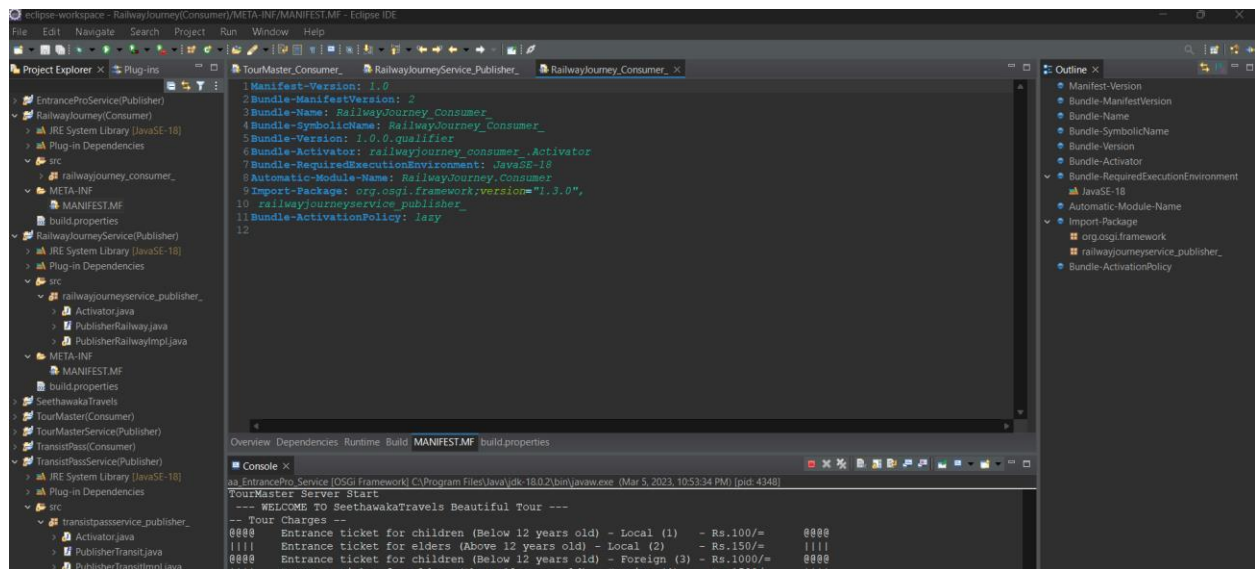 eclipse-workspace - RailwayJourney(Consumer)/META-INF/MANIFEST.MF - Eclipse IDE
File Edit Navigate Search Project Run Window Help
Project Explorer Plug-ins
EntranceProService(Publisher)
RailwayJourney(Consumer)
JRE System Library [JavaSE-18]
Plug-in Dependencies
src
railwayjourney_consumer_
META-INF
MANIFEST.MF
build.properties
RailwayJourneyService(Publisher)
JRE System Library [JavaSE-18]
Plug-in Dependencies
src
railwayjourneyservice_publisher_
Activator.java
PublisherRailway.java
PublisherRailwayImpl.java
META-INF
MANIFEST.MF
build.properties
SeethawakaTravels
TourMaster(Consumer)
TourMasterService(Publisher)
TransistPass(Consumer)
TransistPassService(Publisher)
JRE System Library [JavaSE-18]
Plug-in Dependencies
src
transistpassservice_publisher_
Activator.java
PublisherTransit.java
PublisherTransitImpl.java
TourMaster_Consumer_ RailwayJourneyService_Publisher_ RailwayJourney_Consumer_
1 Manifest-Version: 1.0
2 Bundle-ManifestVersion: 2
3 Bundle-Name: RailwayJourney_Consumer_
4 Bundle-SymbolicName: RailwayJourney_Consumer_
5 Bundle-Version: 1.0.0.qualifier
6 Bundle-Activator: railwayjourney_consumer_.Activator
7 Bundle-RequiredExecutionEnvironment: JavaSE-18
8 Automatic-Module-Name: RailwayJourney.Consumer
9 Import-Package: org.osgi.framework;version="1.3.0",
10 railwayjourneyservice_publisher_
11 Bundle-ActivationPolicy: lazy
12
Overview Dependencies Runtime Build MANIFEST.MF build.properties
Console
aa_EntrancePro_Service [OSGi Framework] C:\Program Files\Java\jdk-18.0.2\bin\javaw.exe (Mar 5, 2023, 10:53:34 PM) [pid: 4348]
TourMaster Server Start
--- WELCOME TO SeethawakaTravels Beautiful Tour ---
-- Tour Charges --
@@@@ Entrance ticket for children (Below 12 years old) - Local (1) - Rs.100/= @@@@
|||| Entrance ticket for elders (Above 12 years old) - Local (2) - Rs.150/= ||||
@@@@ Entrance ticket for children (Below 12 years old) - Foreign (3) - Rs.1000/= @@@@
Outline
Manifest-Version
Bundle-ManifestVersion
Bundle-Name
Bundle-SymbolicName
Bundle-Version
Bundle-Activator
Bundle-RequiredExecutionEnvironment
JavaSE-18
Automatic-Module-Name
Import-Package
org.osgi.framework
railwayjourneyservice_publisher_
Bundle-ActivationPolicy